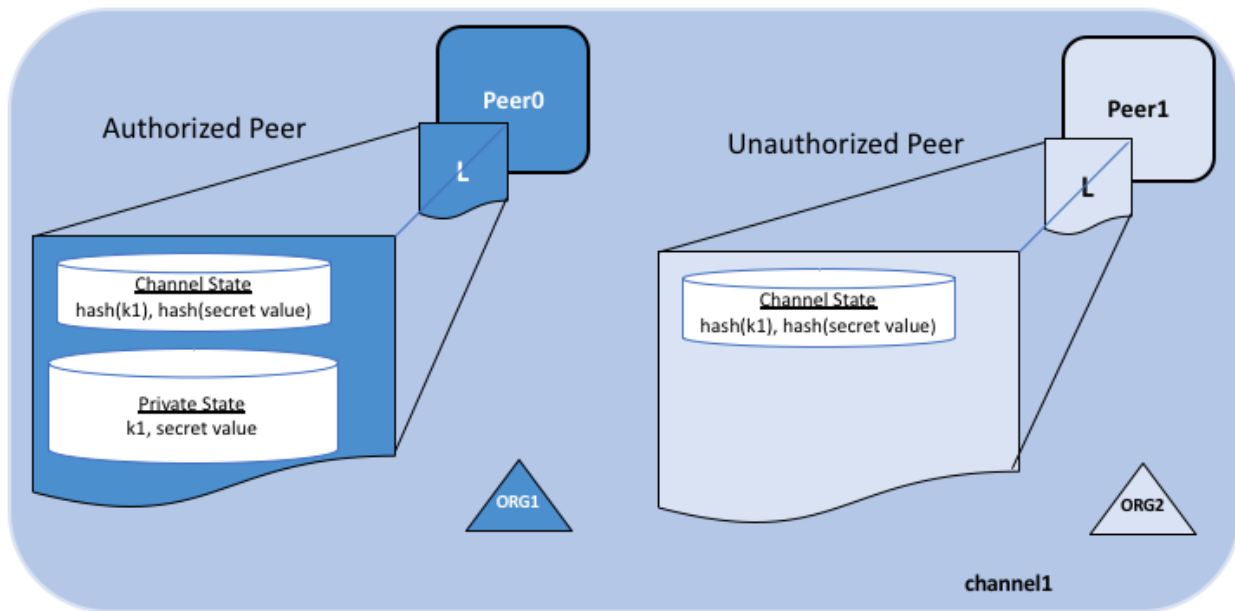 Peer0
Authorized Peer
L
Channel State
hash(k1), hash(secret value)
Private State
k1, secret value
ORG1
Peer1
Unauthorized Peer
L
Channel State
hash(k1), hash(secret value)
ORG2
channel1